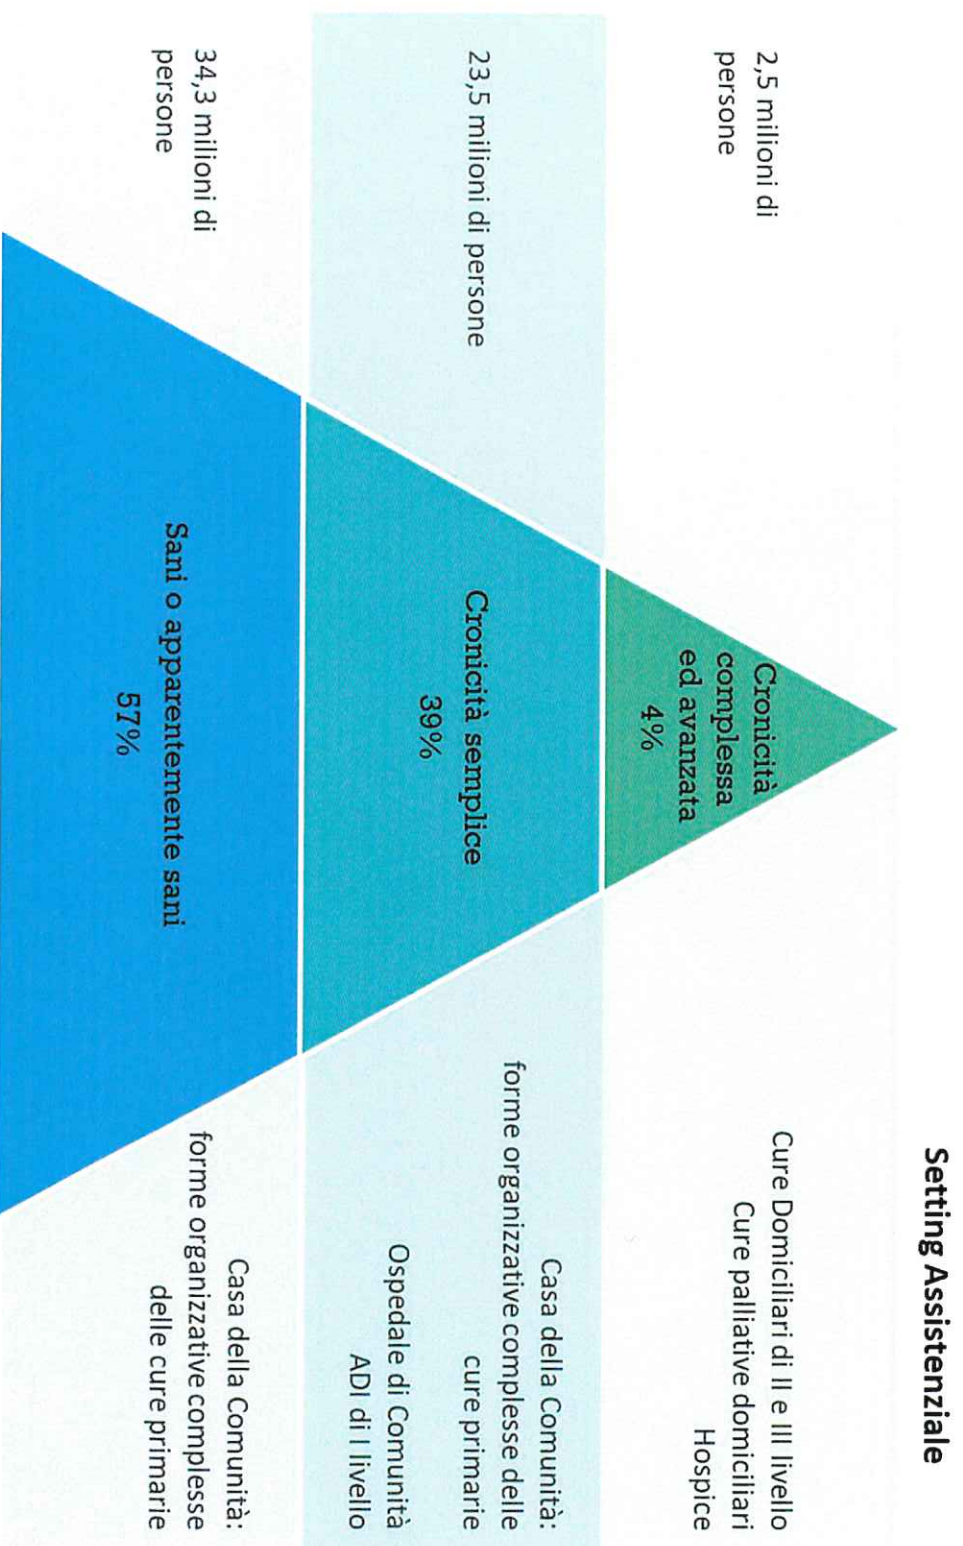 Setting Assistenziale
2,5 milioni di
persone
Cronicità
complessa
ed avanzata
4%
Cure Domiciliari di II e III livello
Cure palliative domiciliari
Hospice
23,5 milioni di persone
Cronicità semplice
39%
Casa della Comunità:
forme organizzative complesse delle
cure primarie
Ospedale di Comunità
ADI di I livello
34,3 milioni di
persone
Sani o apparentemente sani
57%
Casa della Comunità:
forme organizzative complesse
delle cure primarie